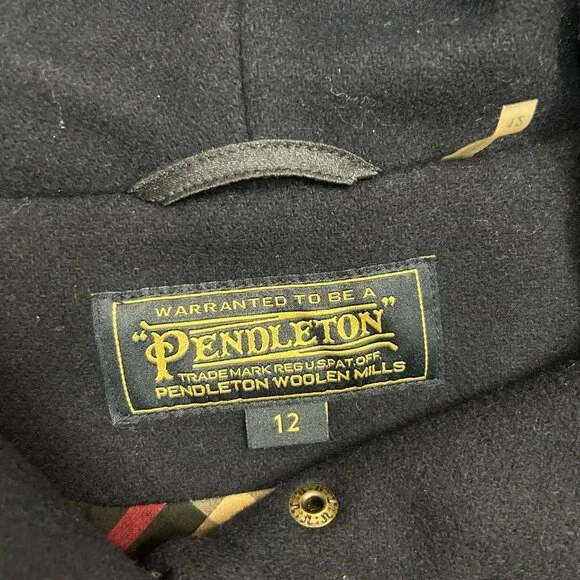 WARRANTED TO BE A
"PENDLETON"
TRADE MARK REG U.S. PAT. OFF.
PENDLETON WOOLEN MILLS
12